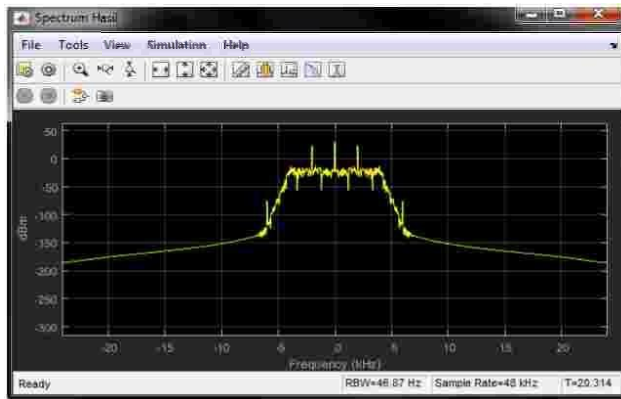 Spectrum Hasil
File Tools View Simulation Help
50
0
-50
-100
-150
-200
-250
-300
dBm
-20 -15 -10 -5 0 5 10 15 20
Frequency (kHz)
Ready RBW=46.87 Hz Sample Rate=48 kHz T=20.314